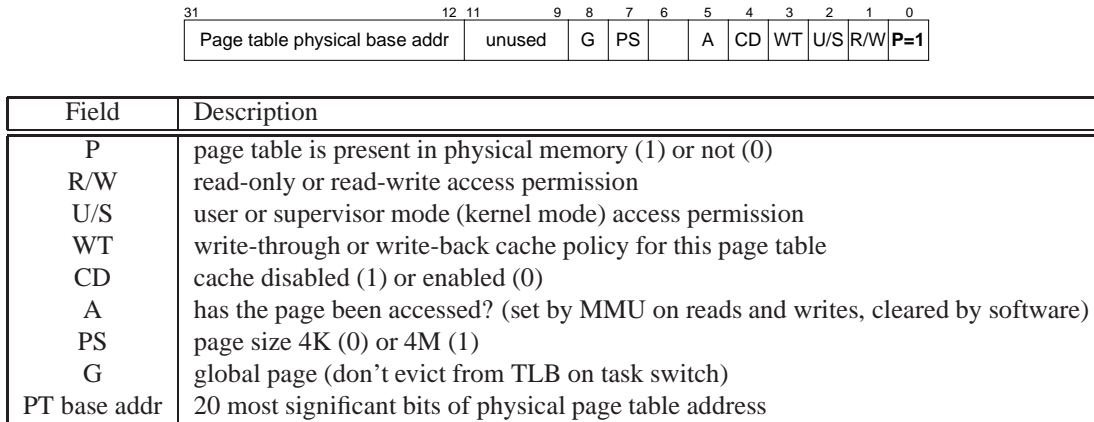 31 12 11 9 8 7 6 5 4 3 2 1 0
Page table physical base addr unused G PS A CD WT U/S R/W P=1
Field Description
P page table is present in physical memory (1) or not (0)
R/W read-only or read-write access permission
U/S user or supervisor mode (kernel mode) access permission
WT write-through or write-back cache policy for this page table
CD cache disabled (1) or enabled (0)
A has the page been accessed? (set by MMU on reads and writes, cleared by software)
PS page size 4K (0) or 4M (1)
G global page (don't evict from TLB on task switch)
PT base addr 20 most significant bits of physical page table address